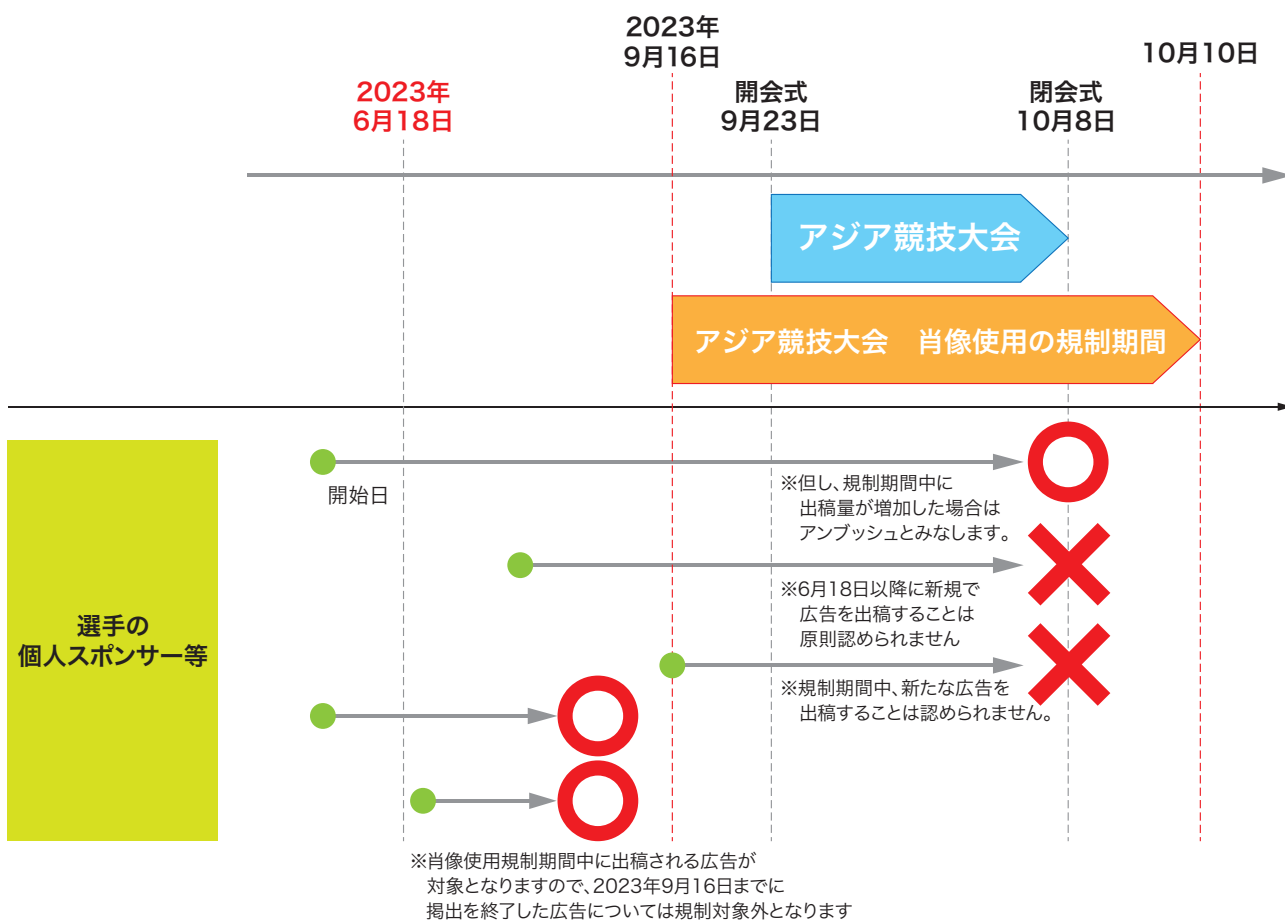 2023年
6月18日
2023年
9月16日
開会式
9月23日
閉会式
10月8日
10月10日
アジア競技大会
アジア競技大会　肖像使用の規制期間
選手の
個人スポンサー等
開始日
※但し、規制期間中に
出稿量が増加した場合は
アンブッシュとみなします。
※6月18日以降に新規で
広告を出稿することは
原則認められません
※規制期間中、新たな広告を
出稿することは認められません。
※肖像使用規制期間中に出稿される広告が
対象となりますので、2023年9月16日までに
掲出を終了した広告については規制対象外となります